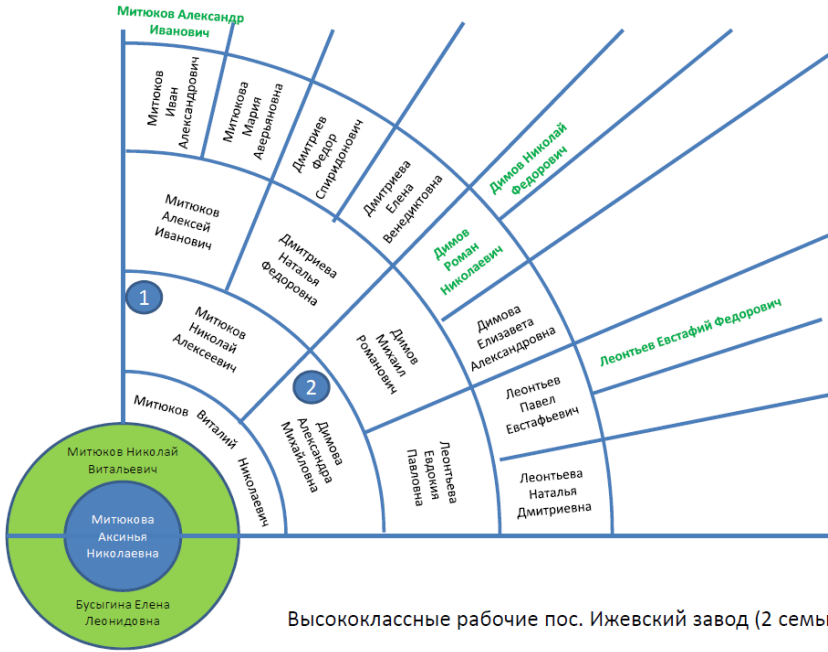 Митюков Александр
Иванович
Митюков
Иван
Александрович
Митюкова
Мария
Аверьяновна
Дмитриев
Федор
Спиридонович
Дмитриева
Елена
Венедиктовна
Димов Николай
Федорович
Димов
Роман
Николаевич
Димова
Елизавета
Александровна
Леонтьев Евстафий Федорович
Леонтьев
Павел
Евстафьевич
Леонтьева
Наталья
Дмитриевна
Митюков
Алексей
Иванович
Дмитриева
Наталья
Федоровна
Димов
Михаил
Романович
Леонтьева
Евдокия
Павловна
1
Митюков
Николай
Алексеевич
2
Димова
Александра
Михайловна
Митюков Виталий Николаевич
Митюков Николай
Витальевич
Митюкова
Аксинья
Николаевна
Бусыгина Елена
Леонидовна
Высококлассные рабочие пос. Ижевский завод (2 семьи